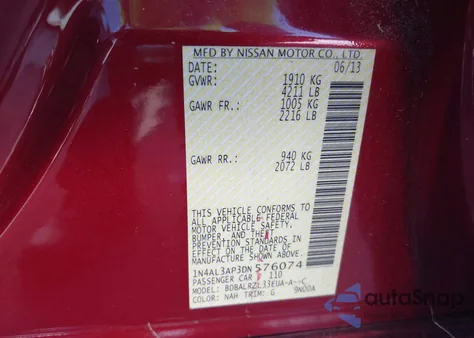 MFD BY NISSAN MOTOR CO., LTD.
DATE: 06/13
GVWR: 1910 KG
4211 LB
GAWR FR.: 1005 KG
2216 LB
GAWR RR.: 940 KG
2072 LB
THIS VEHICLE CONFORMS TO
ALL APPLICABLE FEDERAL
MOTOR VEHICLE SAFETY,
BUMPER, AND THE
PREVENTION STANDARDS IN
EFFECT ON THE DATE OF
MANUFACTURE SHOWN ABOVE.
1N4AL3AP3DN576074
PASSENGER CAR 110
MODEL:
COLOR: NAH TRIM: G 9N00A
autoSnap